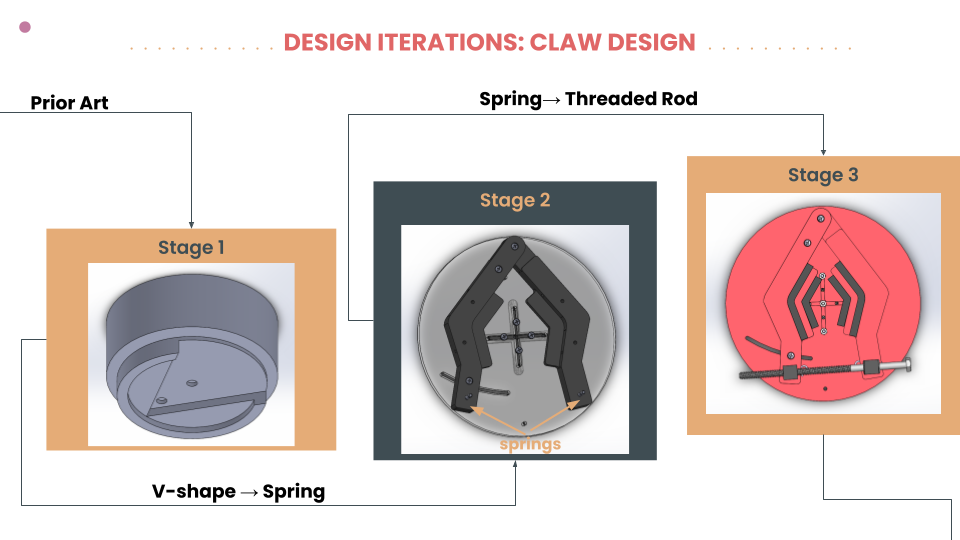 DESIGN ITERATIONS: CLAW DESIGN
Prior Art
Spring→ Threaded Rod
Stage 3
Stage 2
Stage 1
springs
V-shape → Spring